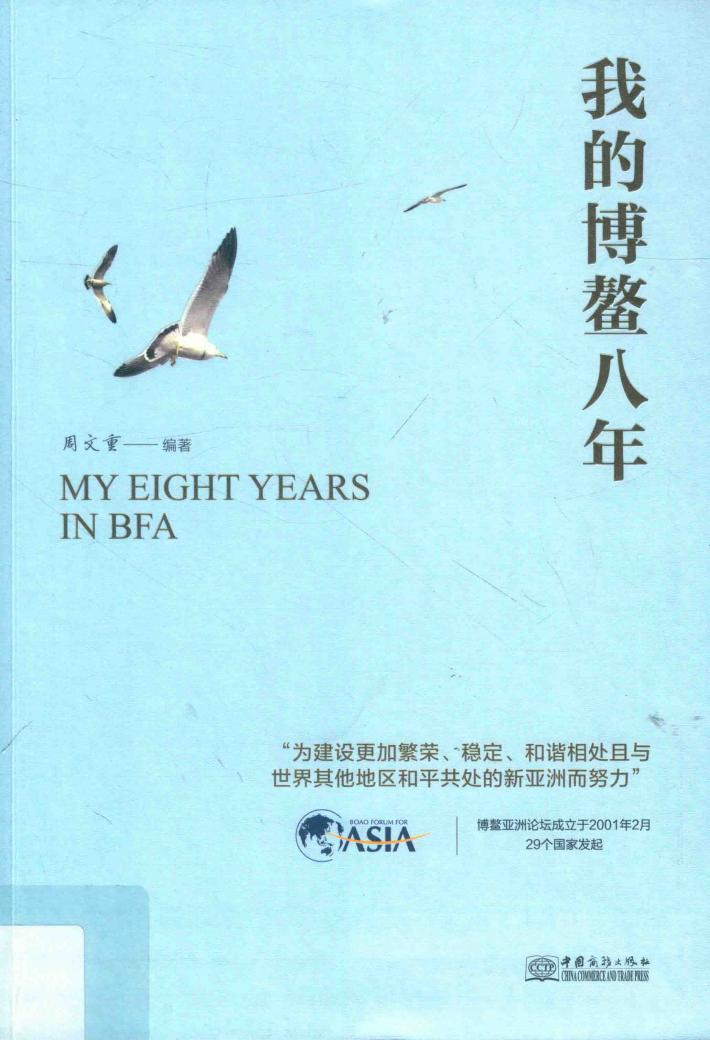 我的博鳌八年
周文重——编著
MY EIGHT YEARS
IN BFA
“为建设更加繁荣、稳定、和谐相处且与
世界其他地区和平共处的新亚洲而努力”
BOAO FORUM FOR
ASIA
博鳌亚洲论坛成立于2001年2月
29个国家发起
CCTP
中国商务出版社
CHINA COMMERCE AND TRADE PRESS